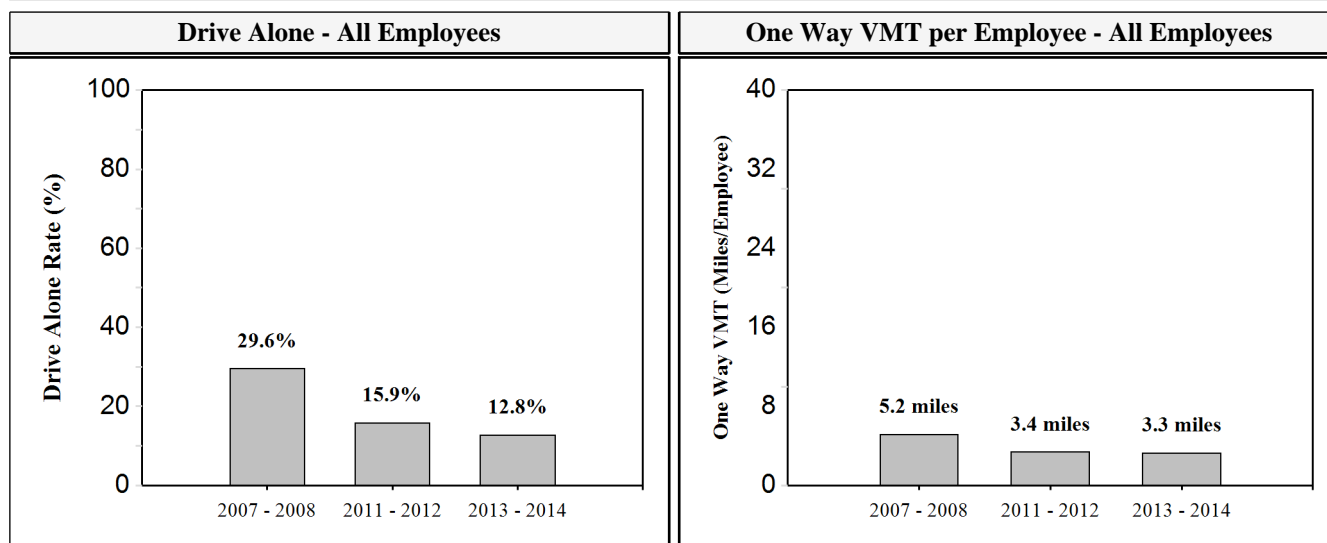 Drive Alone - All Employees
One Way VMT per Employee - All Employees
Drive Alone Rate (%)
100
80
60
40
20
0
29.6%
15.9%
12.8%
2007 - 2008
2011 - 2012
2013 - 2014
One Way VMT (Miles/Employee)
40
32
24
16
8
0
5.2 miles
3.4 miles
3.3 miles
2007 - 2008
2011 - 2012
2013 - 2014